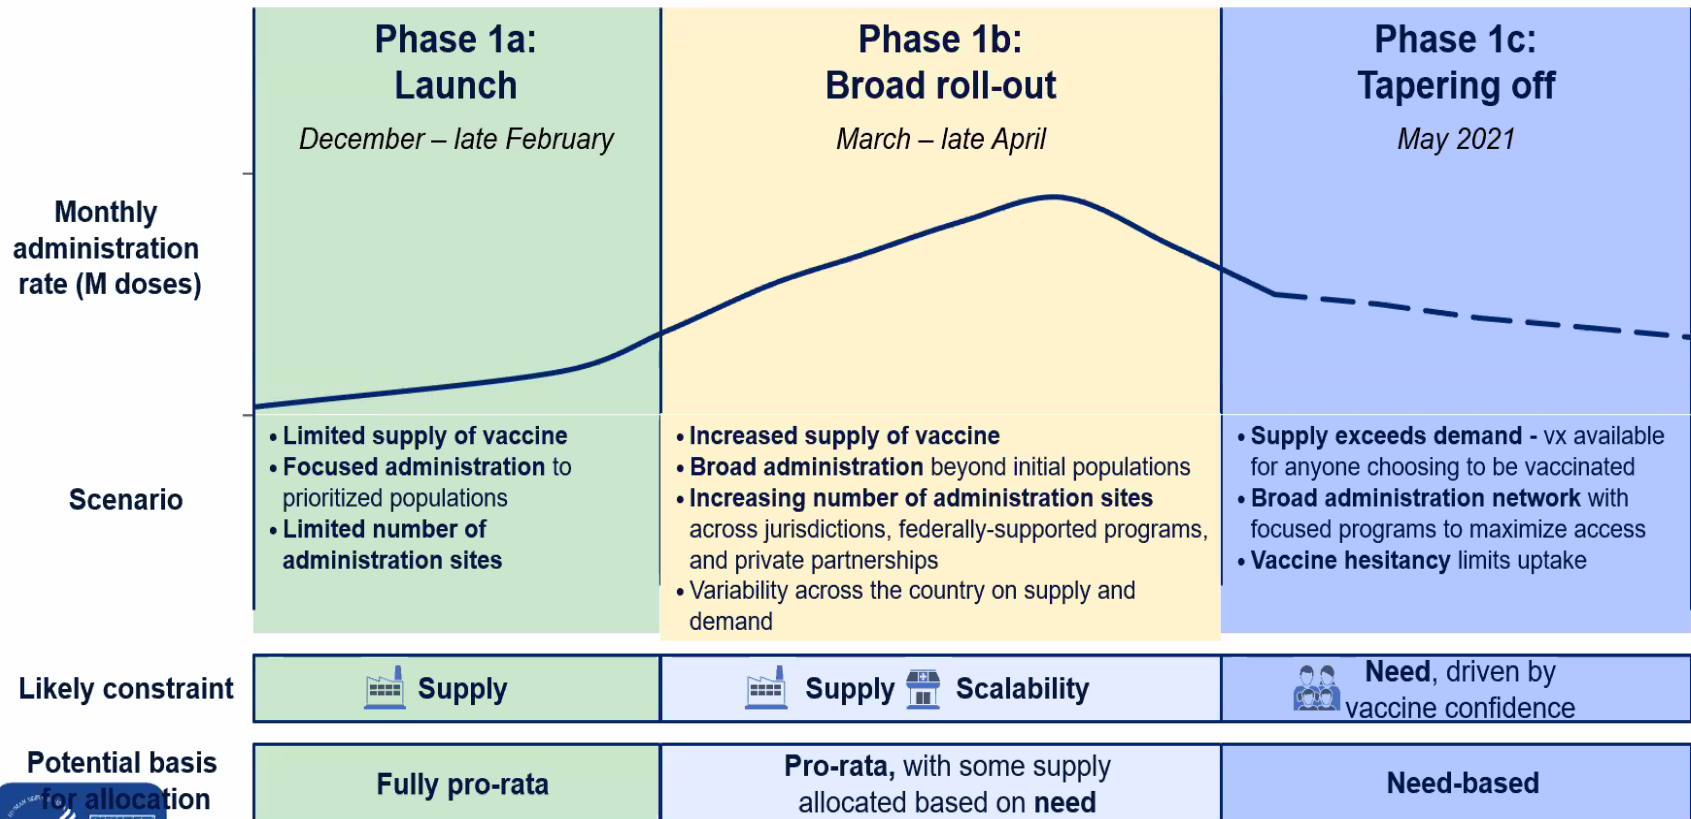 Phase 1a:
Launch
December – late February
Phase 1b:
Broad roll-out
March – late April
Phase 1c:
Tapering off
May 2021
Monthly
administration
rate (M doses)
Scenario
• Limited supply of vaccine
• Focused administration to
prioritized populations
• Limited number of
administration sites
• Increased supply of vaccine
• Broad administration beyond initial populations
• Increasing number of administration sites
across jurisdictions, federally-supported programs,
and private partnerships
• Variability across the country on supply and
demand
• Supply exceeds demand - vx available
for anyone choosing to be vaccinated
• Broad administration network with
focused programs to maximize access
• Vaccine hesitancy limits uptake
Likely constraint
Supply
Supply
Scalability
Need, driven by
vaccine confidence
Potential basis
for allocation
Fully pro-rata
Pro-rata, with some supply
allocated based on need
Need-based